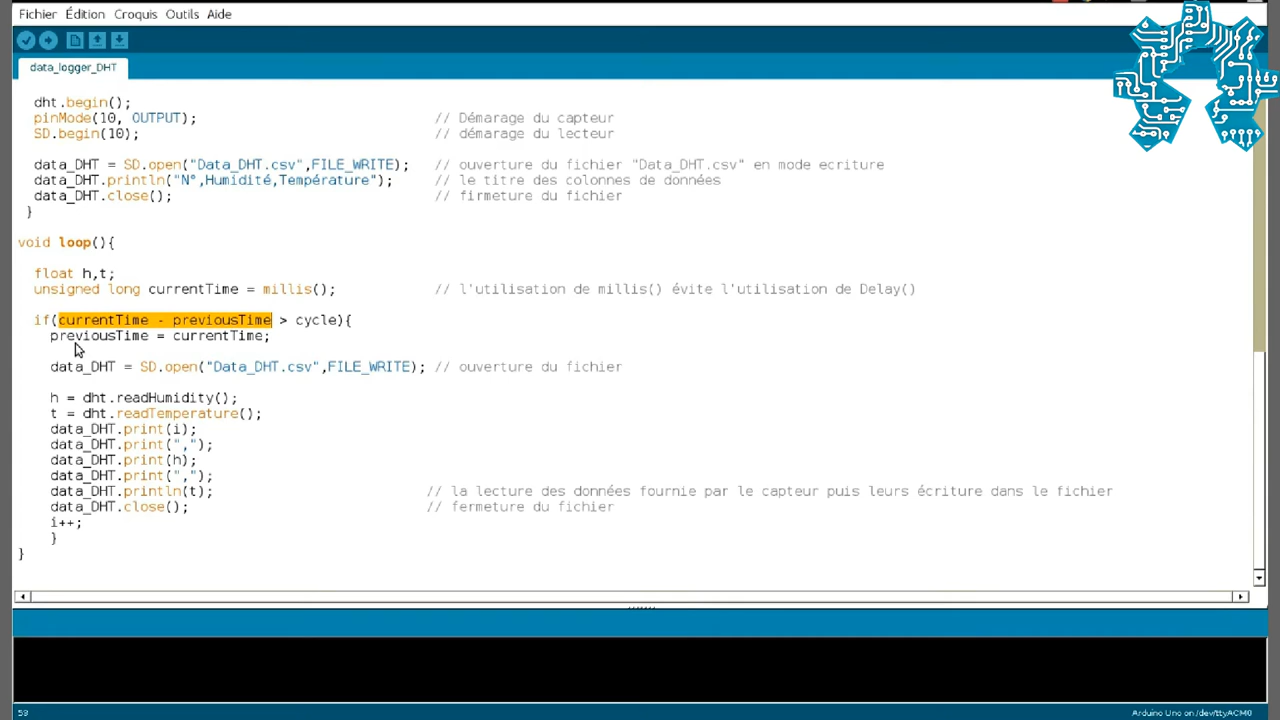 Fichier Édition Croquis Outils Aide
data_logger_DHT
dht.begin();
pinMode(10, OUTPUT); // Démarage du capteur
SD.begin(10); // démarage du lecteur
data_DHT = SD.open("Data_DHT.csv",FILE_WRITE); // ouverture du fichier "Data_DHT.csv" en mode ecriture
data_DHT.println("N°,Humidité,Température"); // le titre des colonnes de données
data_DHT.close(); // firmeture du fichier
}
void loop(){
float h,t;
unsigned long currentTime = millis(); // l'utilisation de millis() évite l'utilisation de Delay()
if(currentTime - previousTime > cycle){
previousTime = currentTime;
data_DHT = SD.open("Data_DHT.csv",FILE_WRITE); // ouverture du fichier
h = dht.readHumidity();
t = dht.readTemperature();
data_DHT.print(i);
data_DHT.print(",");
data_DHT.print(h);
data_DHT.print(",");
data_DHT.println(t); // la lecture des données fournie par le capteur puis leurs écriture dans le fichier
data_DHT.close(); // fermeture du fichier
i++;
}
}
59 Arduino Uno on /dev/ttyACM0